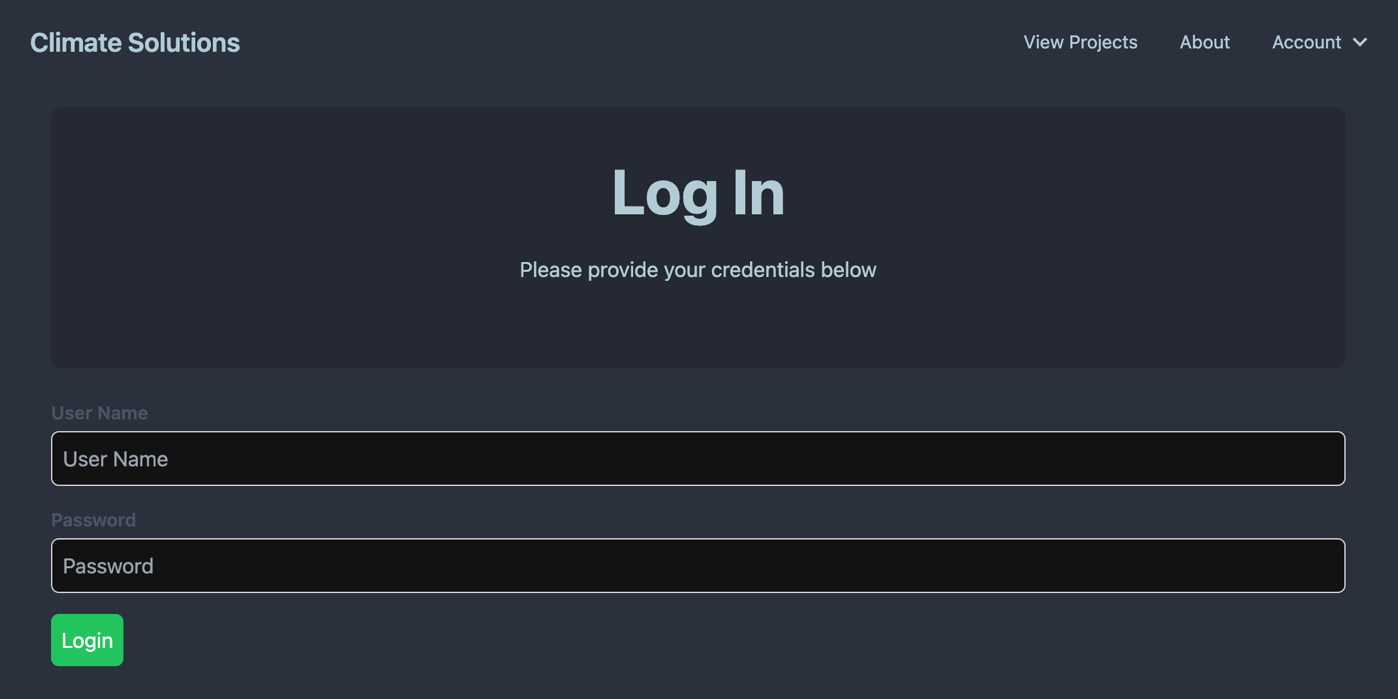 Climate Solutions
View Projects
About
Account
Log In
Please provide your credentials below
User Name
User Name
Password
Password
Login